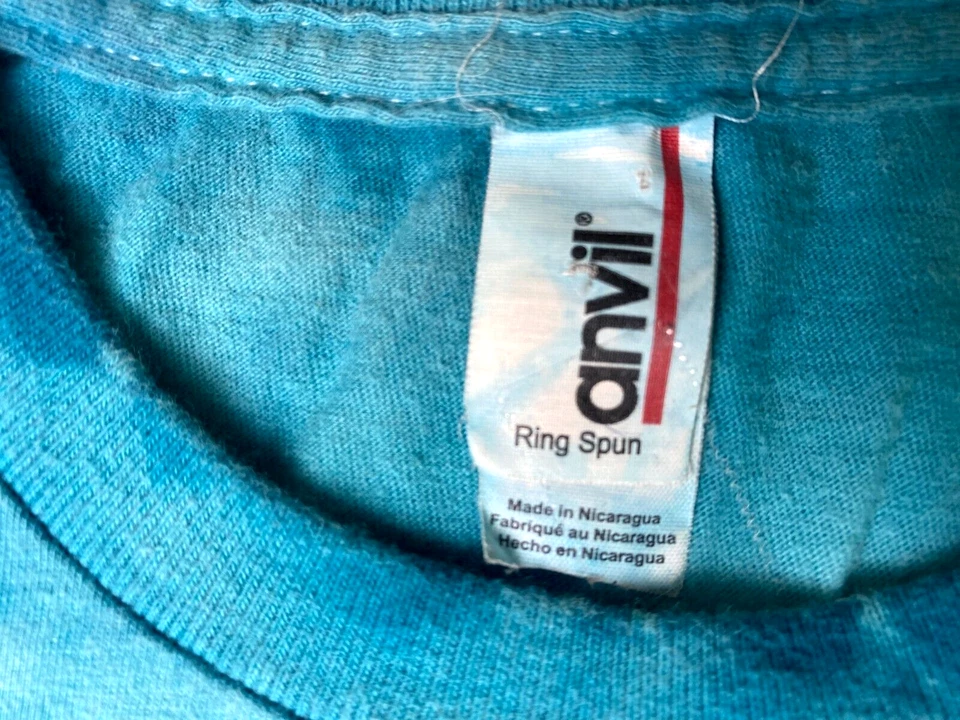 anvil®
Ring Spun
Made in Nicaragua
Fabriqué au Nicaragua
Hecho en Nicaragua